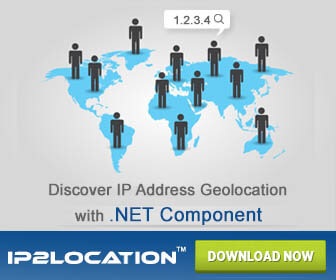 1.2.3.4
Discover IP Address Geolocation
with .NET Component
IP2LOCATION™
DOWNLOAD NOW